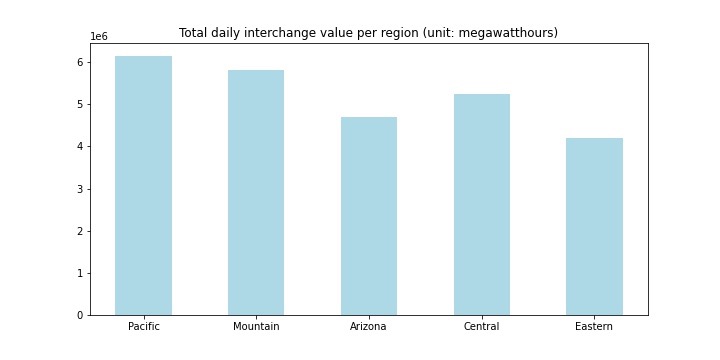 Total daily interchange value per region (unit: megawatthours)
1e6
6
5
4
3
2
1
0
Pacific Mountain Arizona Central Eastern